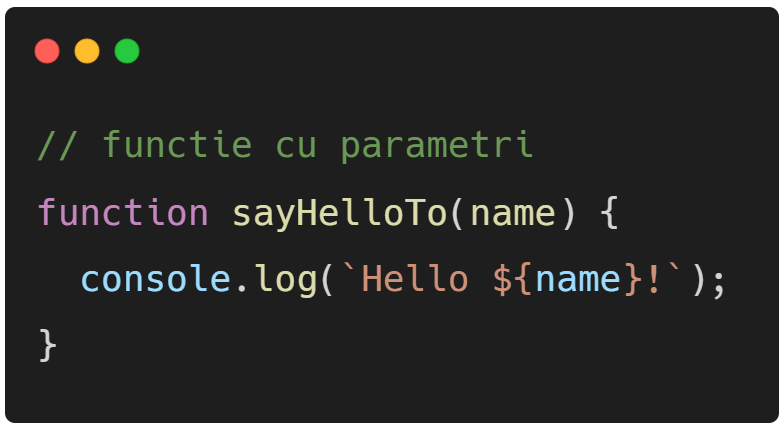 // functie cu parametri
function sayHelloTo(name) {
  console.log(`Hello ${name}!`);
}